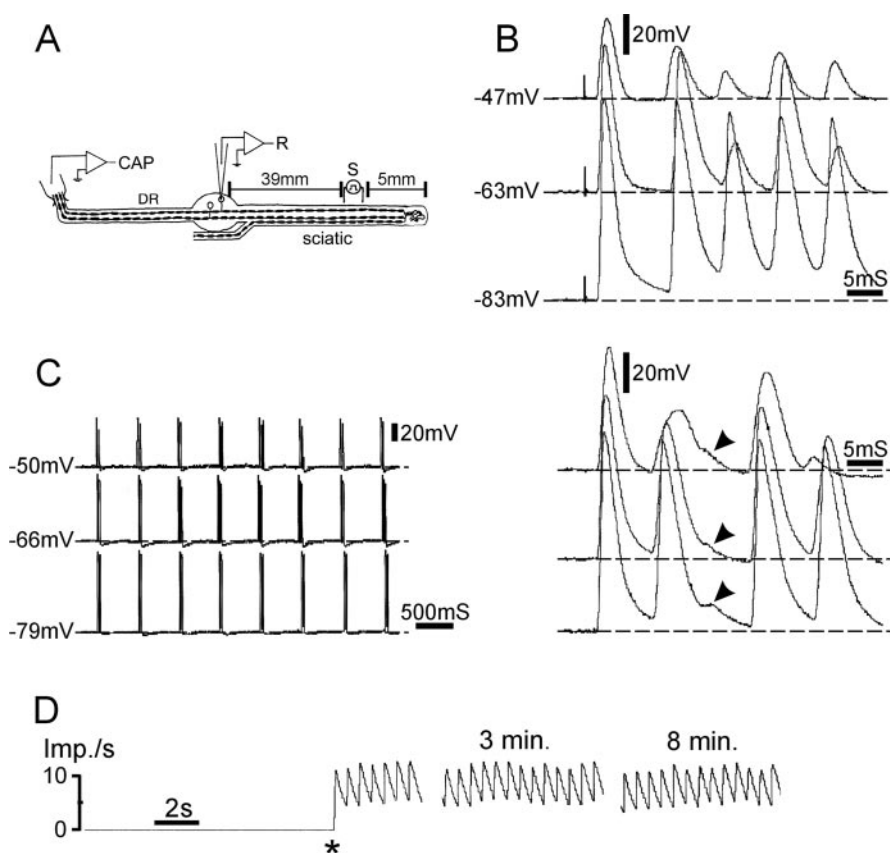 A
CAP
DR
R
39mm
S
5mm
sciatic
B
20mV
-47mV
-63mV
-83mV
5mS
20mV
5mS
C
20mV
-50mV
-66mV
-79mV
500mS
D
Imp./s
10
0
2s
*
3 min.
8 min.